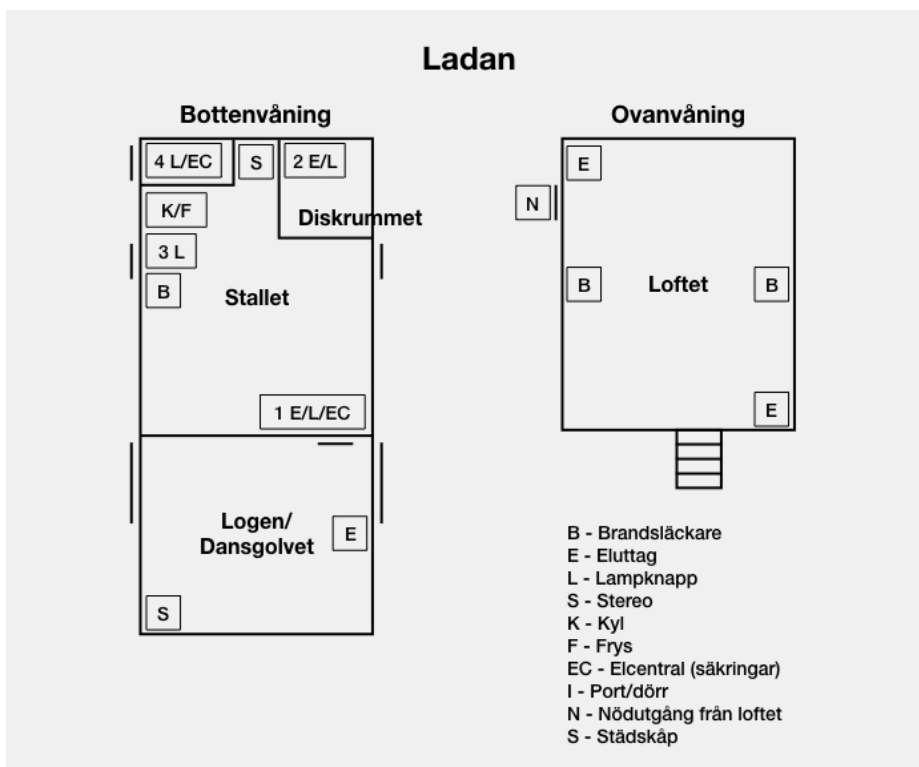 Ladan
Bottenvåning
4 L/EC
S
2 E/L
K/F
Diskrummet
3 L
B
Stallet
1 E/L/EC
Logen/
Dansgolvet
E
S
Ovanvåning
E
N
B
Loftet
B
E
B - Brandsläckare
E - Eluttag
L - Lampknapp
S - Stereo
K - Kyl
F - Frys
EC - Elcentral (säkringar)
I - Port/dörr
N - Nödutgång från loftet
S - Städskåp